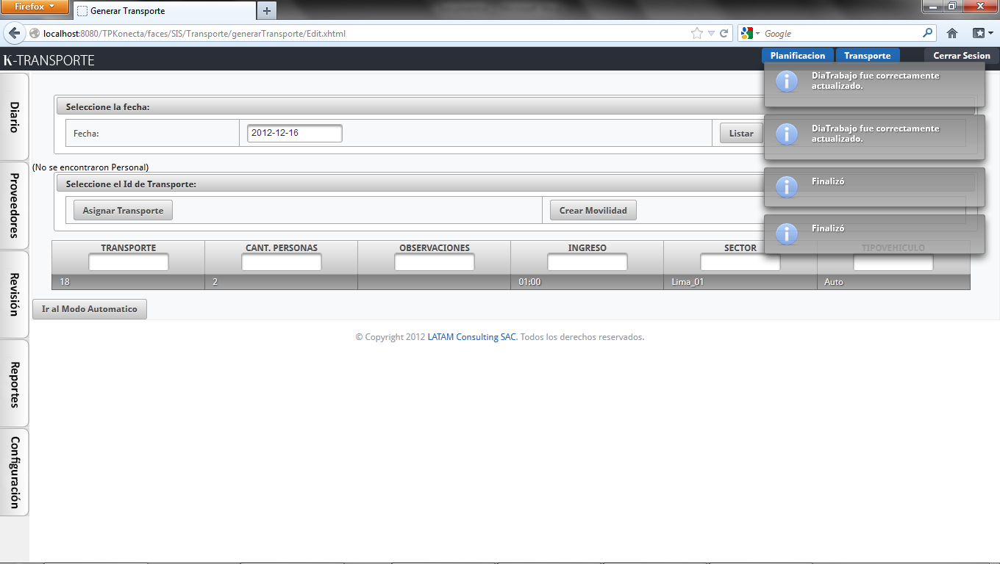 Firefox
Generar Transporte
localhost:8080/TPKonecta/faces/SIS/Transporte/generarTransporte/Edit.xhtml
Google
K-TRANSPORTE
Planificacion
Transporte
Cerrar Sesion
DiaTrabajo fue correctamente
actualizado.
DiaTrabajo fue correctamente
actualizado.
Finalizó
Finalizó
Diario
Proveedores
Revisión
Reportes
Configuración
Seleccione la fecha:
Fecha:
2012-12-16
Listar
(No se encontraron Personal)
Seleccione el Id de Transporte:
Asignar Transporte
Crear Movilidad
TRANSPORTE
CANT. PERSONAS
OBSERVACIONES
INGRESO
SECTOR
TIPOVEHICULO
18
2
01:00
Lima_01
Auto
Ir al Modo Automatico
© Copyright 2012 LATAM Consulting SAC. Todos los derechos reservados.